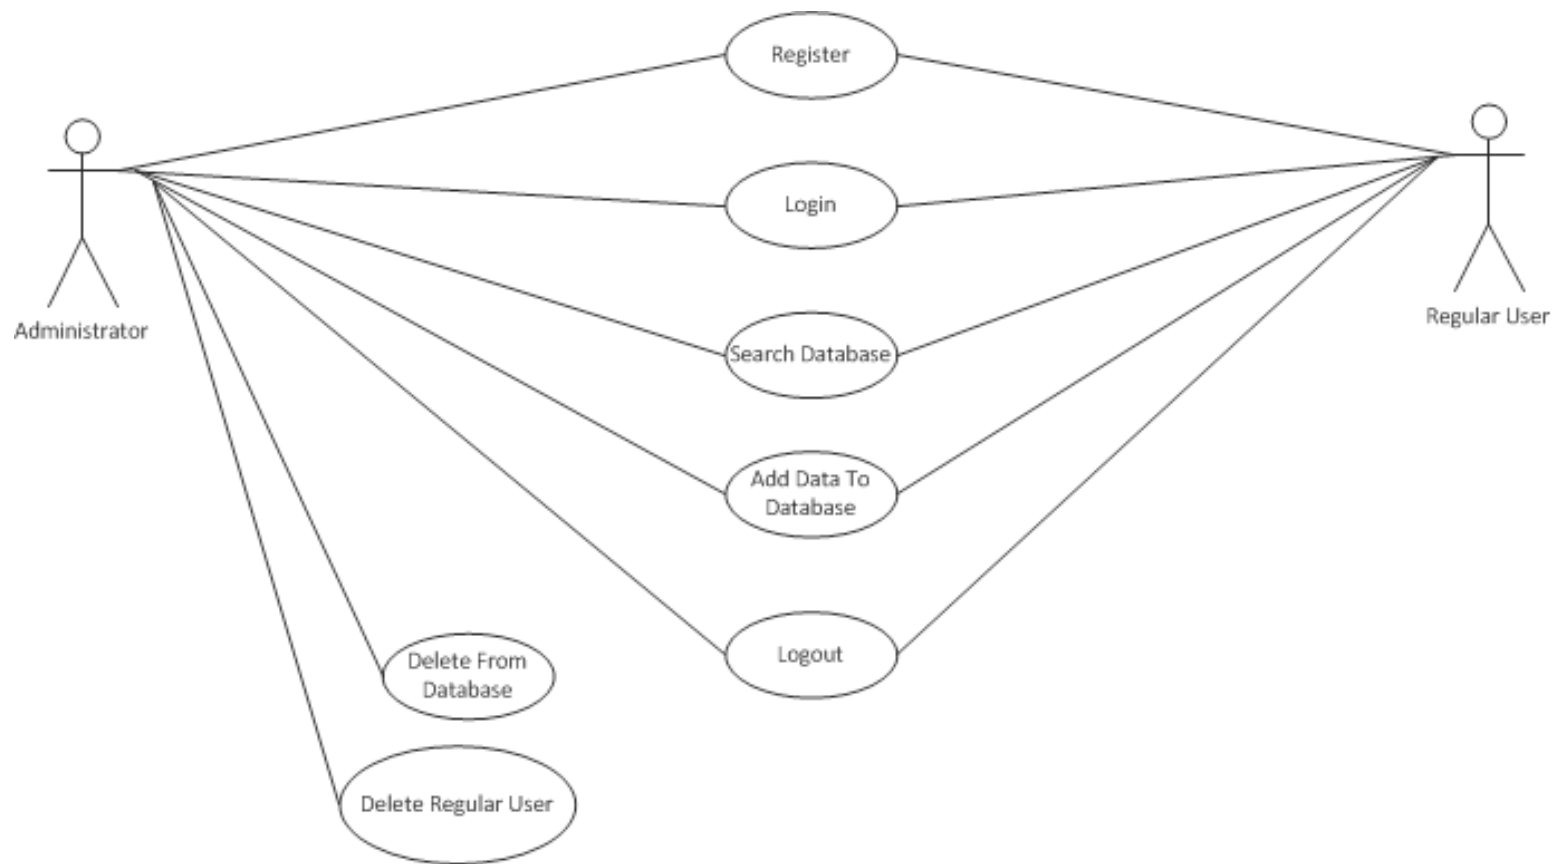 Register
Login
Administrator
Regular User
Search Database
Add Data To
Database
Logout
Delete From
Database
Delete Regular User